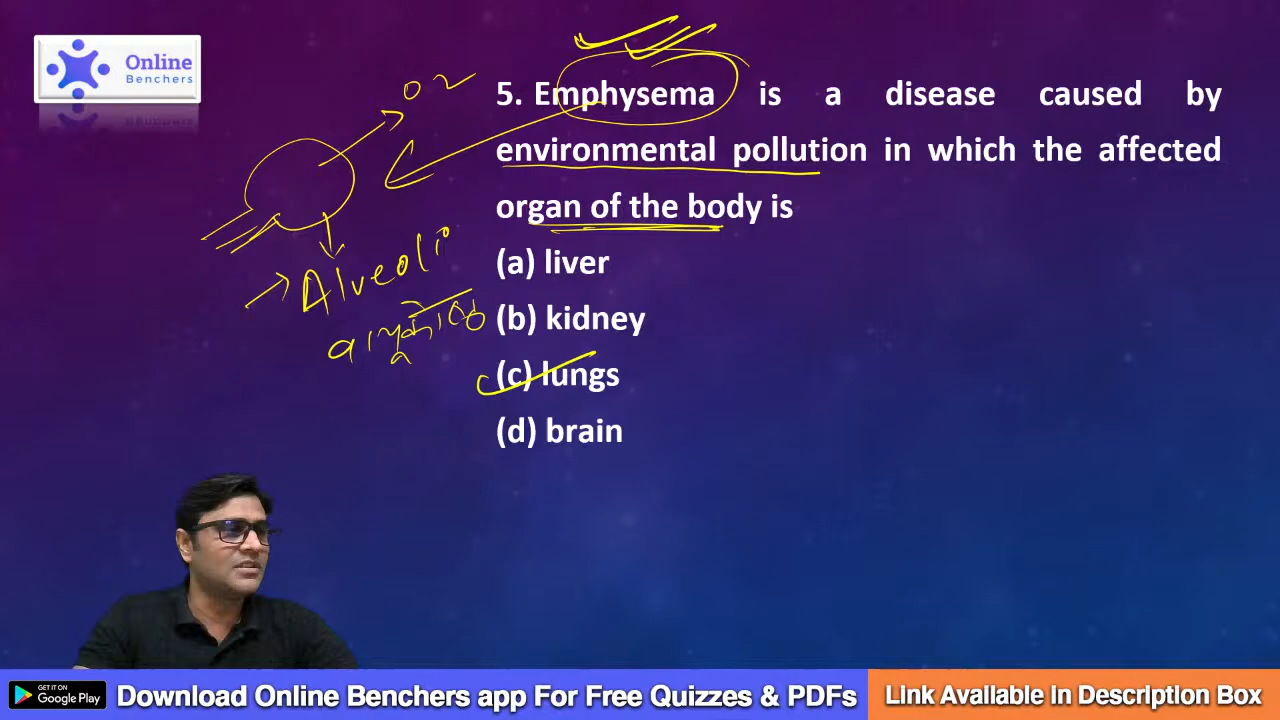 Online
Benchers
5. Emphysema is a disease caused by
environmental pollution in which the affected
organ of the body is
(a) liver
(b) kidney
(c) lungs
(d) brain
O2
Alveoli
GET IT ON
Google Play
Download Online Benchers app For Free Quizzes & PDFs
Link Available In Description Box